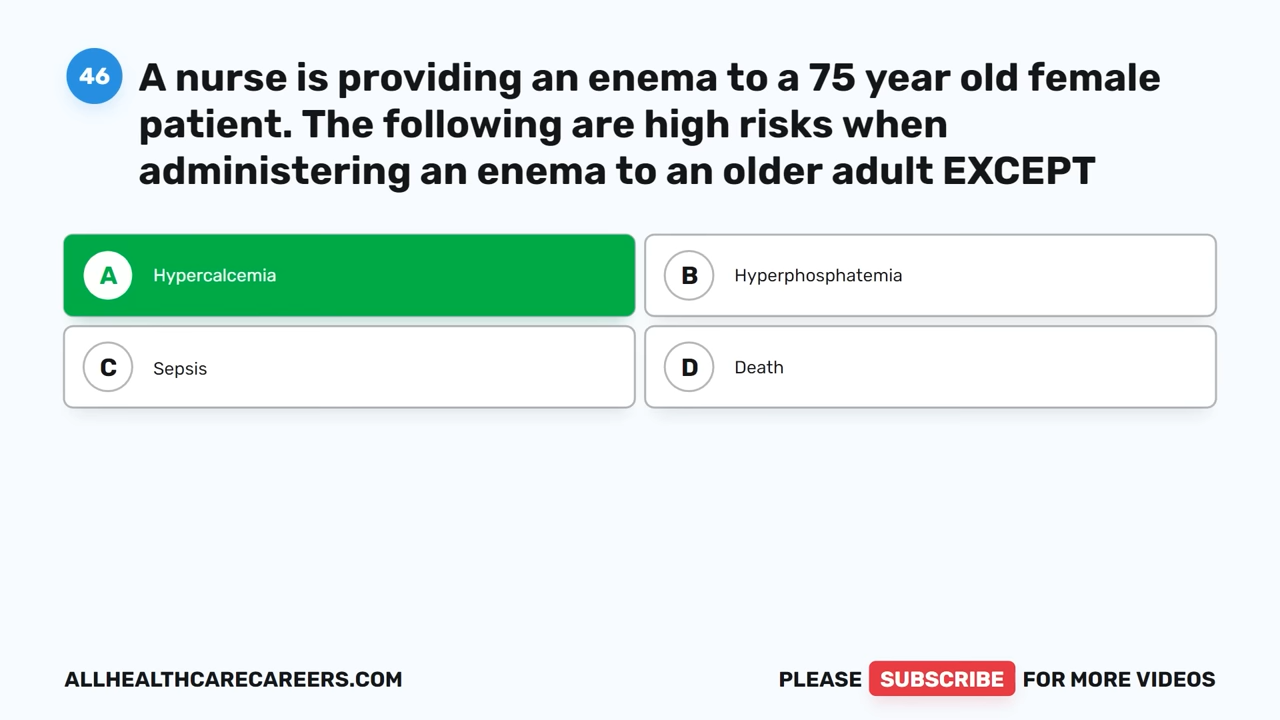 46
A nurse is providing an enema to a 75 year old female
patient. The following are high risks when
administering an enema to an older adult EXCEPT
A Hypercalcemia
B Hyperphosphatemia
C Sepsis
D Death
ALLHEALTHCARECAREERS.COM
PLEASE SUBSCRIBE FOR MORE VIDEOS